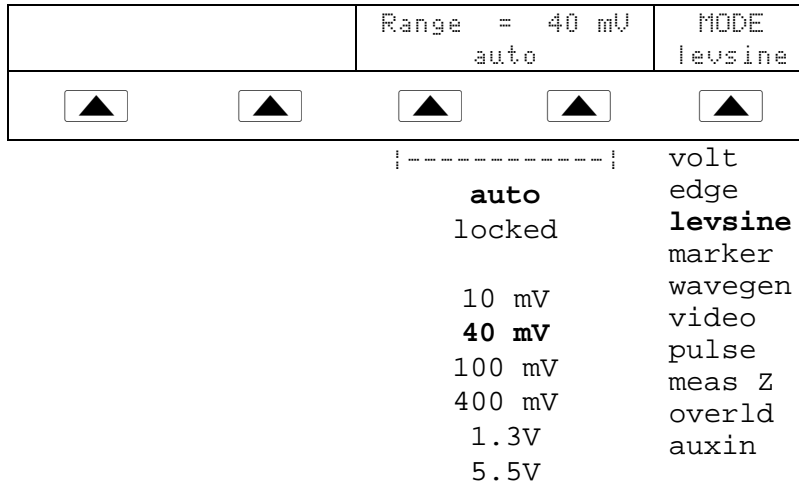 Range = 40 mV
auto
MODE
levsine
auto
locked
10 mV
40 mV
100 mV
400 mV
1.3V
5.5V
volt
edge
levsine
marker
wavegen
video
pulse
meas Z
overld
auxin